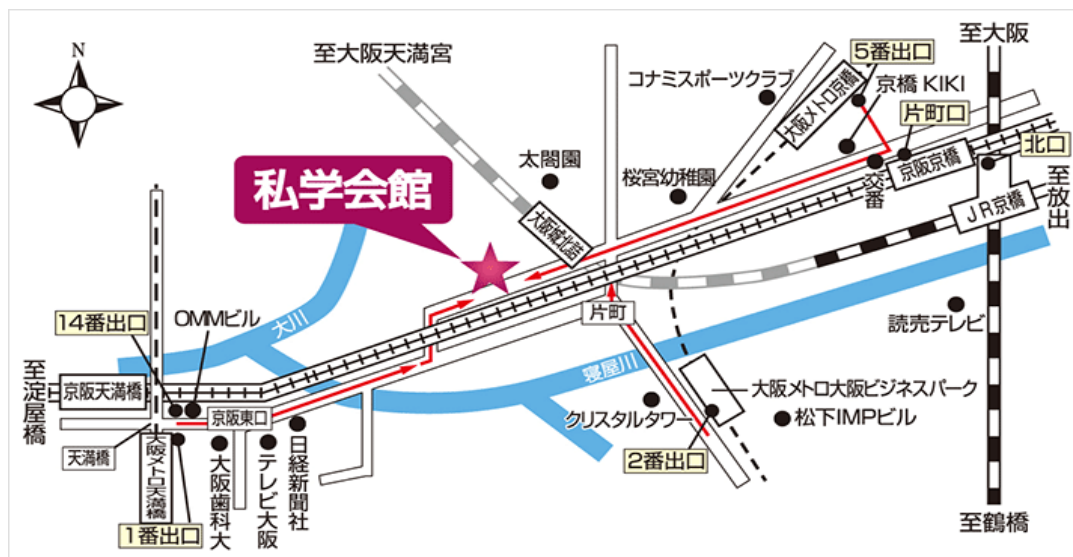 N
至大阪天満宮
コナミスポーツクラブ
5番出口
至大阪
大阪メトロ京橋
京橋 KIKI
片町口
太閤園
桜宮幼稚園
交番
京阪京橋
北口
私学会館
大阪城北詰
JR京橋
至放出
14番出口
OMMビル
大川
片町
読売テレビ
至淀屋橋
京阪天満橋
寝屋川
大阪メトロ大阪ビジネスパーク
クリスタルタワー
松下IMPビル
京阪東口
天満橋
大阪メトロ天満橋
2番出口
1番出口
大阪歯科大
テレビ大阪
日経新聞社
至鶴橋